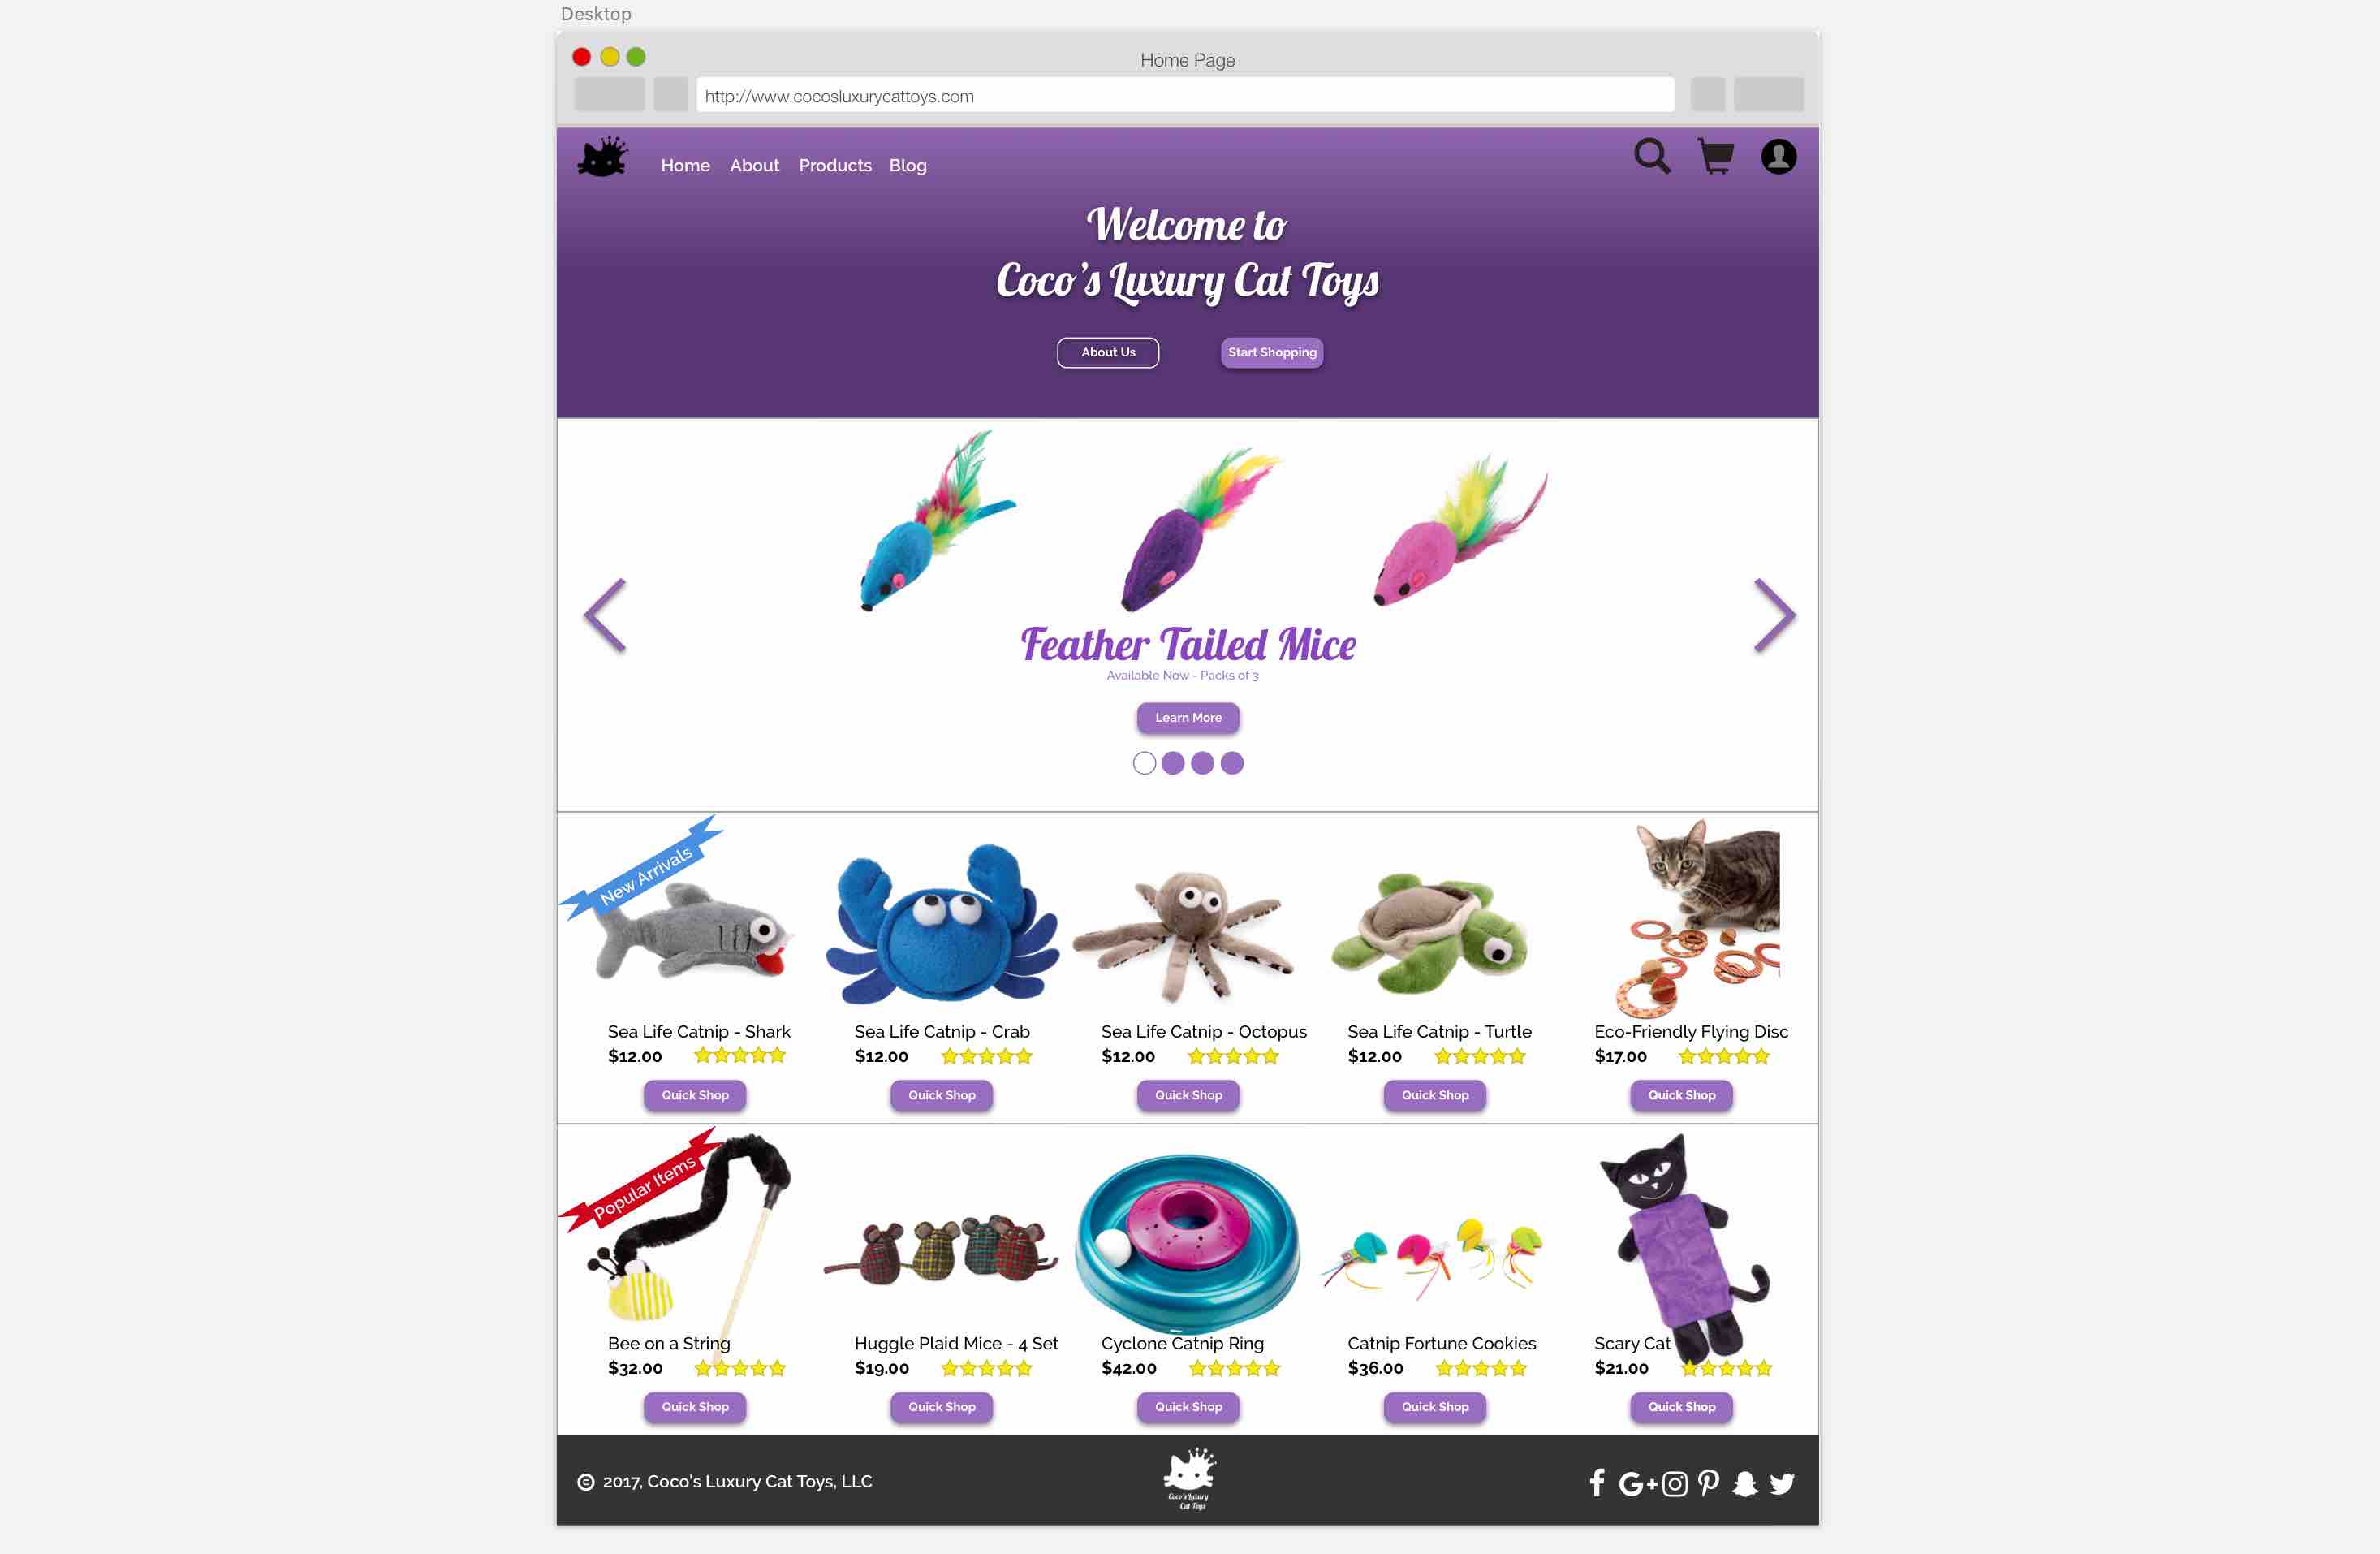 Desktop
Home Page
http://www.cocosluxurycattoys.com
Home About Products Blog
Welcome to
Coco's Luxury Cat Toys
About Us Start Shopping
Feather Tailed Mice
Available Now - Packs of 3
Learn More
New Arrivals
Sea Life Catnip - Shark Sea Life Catnip - Crab Sea Life Catnip - Octopus Sea Life Catnip - Turtle Eco-Friendly Flying Disc
$12.00 $12.00 $12.00 $12.00 $17.00
Quick Shop Quick Shop Quick Shop Quick Shop Quick Shop
Popular Items
Bee on a String Huggle Plaid Mice - 4 Set Cyclone Catnip Ring Catnip Fortune Cookies Scary Cat
$32.00 $19.00 $42.00 $36.00 $21.00
Quick Shop Quick Shop Quick Shop Quick Shop Quick Shop
© 2017, Coco's Luxury Cat Toys, LLC
Coco's Luxury
Cat Toys
G+